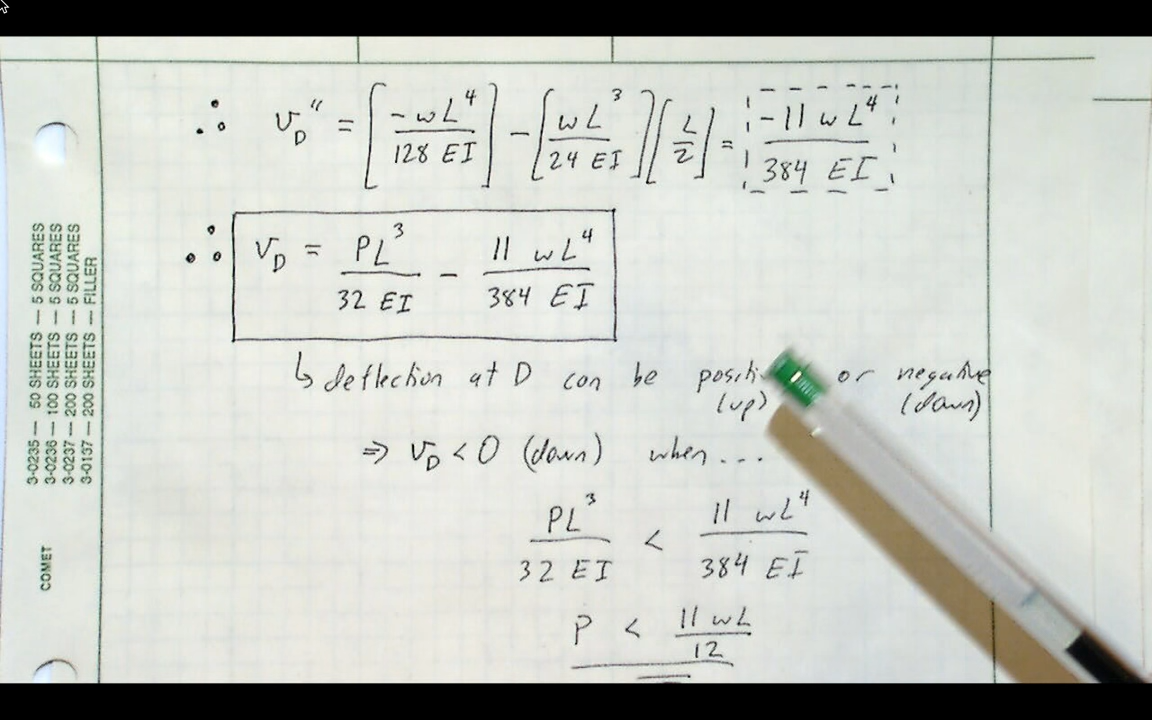 ∴ v_D'' = [-wL⁴ / 128 EI] - [wL³ / 24 EI][L / 2] = -11 wL⁴ / 384 EI
∴ v_D = PL³ / 32 EI - 11 wL⁴ / 384 EI
↳ deflection at D can be positi or negative
(up) (down)
⇒ v_D < 0 (down) when ...
PL³ / 32 EI < 11 wL⁴ / 384 EI
P < 11 wL / 12
3-0235 — 50 SHEETS — 5 SQUARES
3-0236 — 100 SHEETS — 5 SQUARES
3-0237 — 200 SHEETS — 5 SQUARES
3-0137 — 200 SHEETS — FILLER
COMET